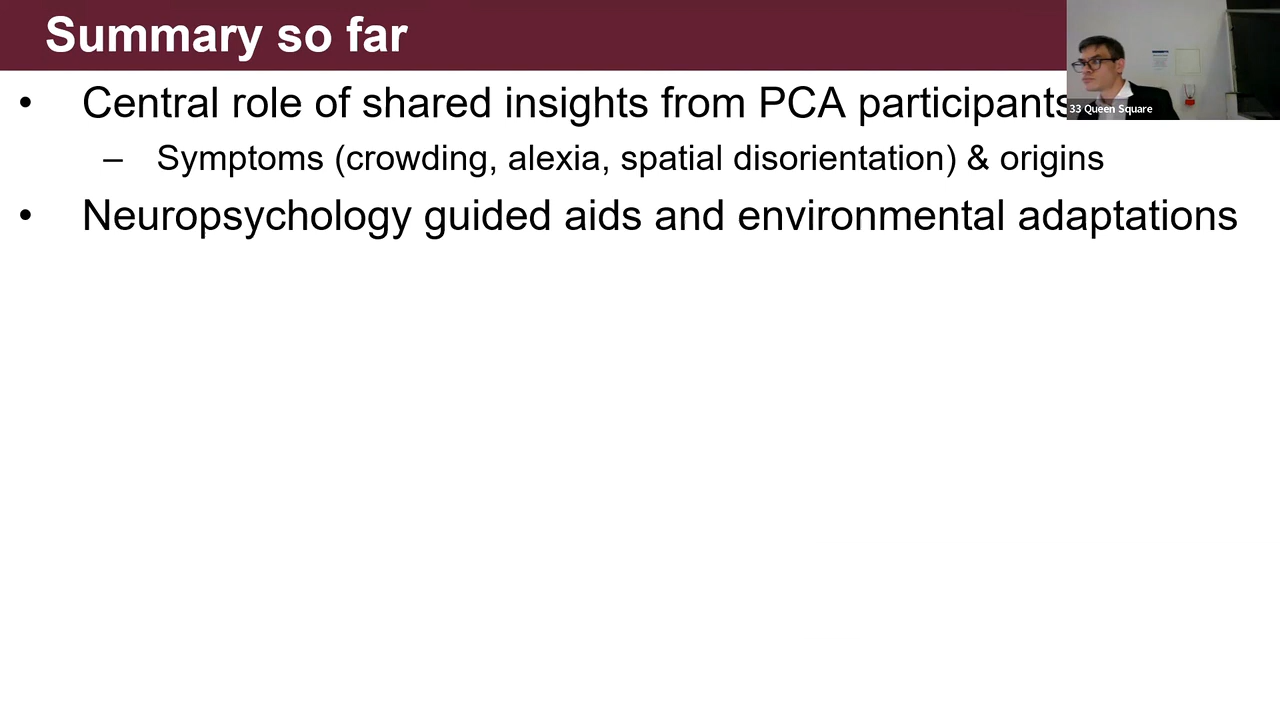 Summary so far
• Central role of shared insights from PCA participants
– Symptoms (crowding, alexia, spatial disorientation) & origins
• Neuropsychology guided aids and environmental adaptations
33 Queen Square